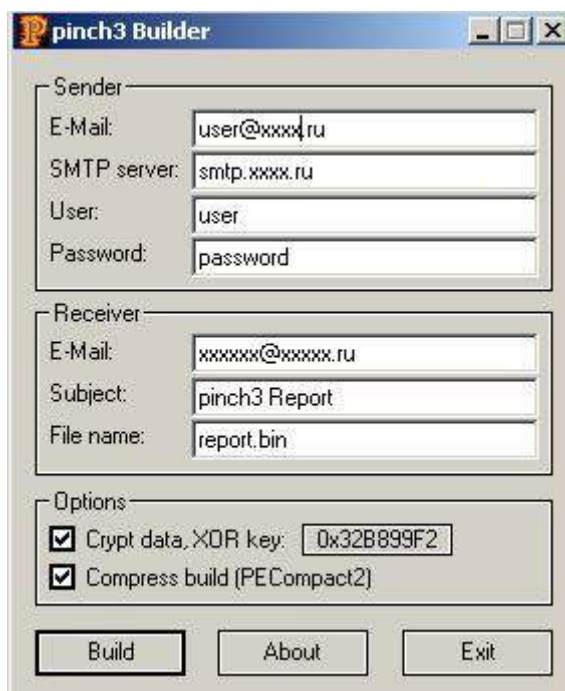 pinch3 Builder
Sender
E-Mail: user@xxxx.ru
SMTP server: smtp.xxxx.ru
User: user
Password: password
Receiver
E-Mail: xxxxxx@xxxxx.ru
Subject: pinch3 Report
File name: report.bin
Options
Crypt data, XOR key: 0x32B899F2
Compress build (PECompact2)
Build About Exit